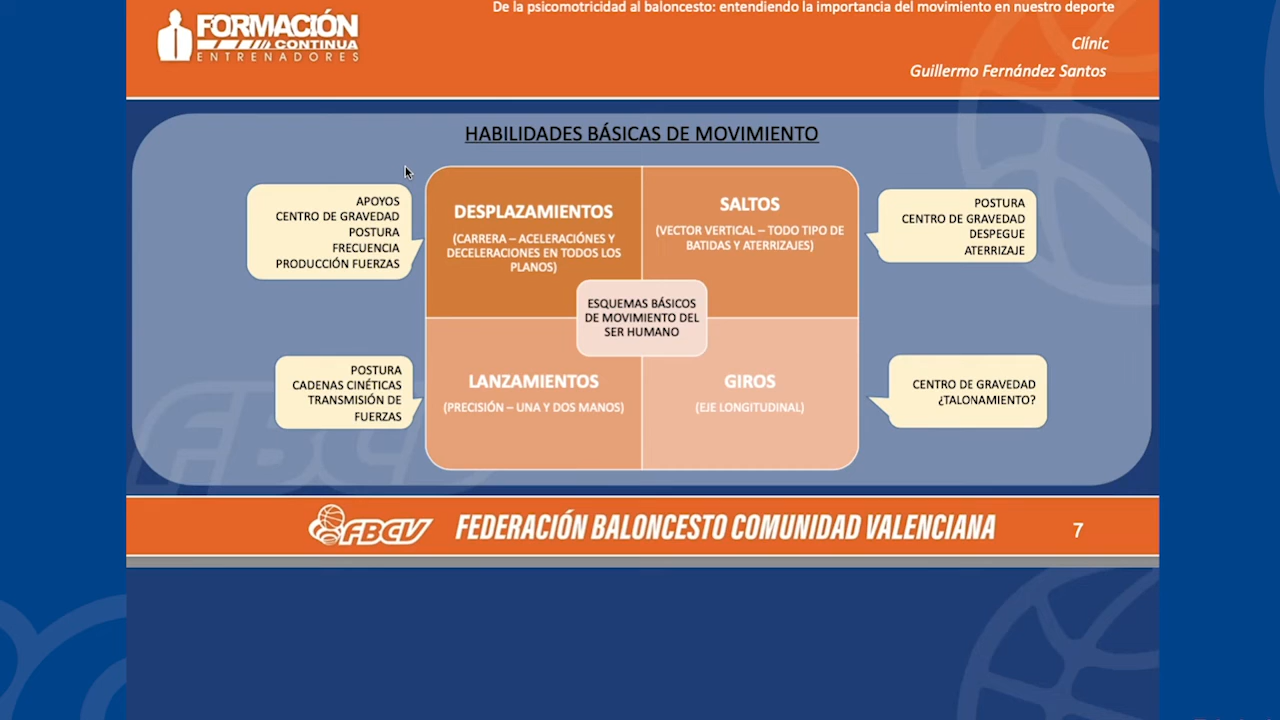 De la psicomotricidad al baloncesto: entendiendo la importancia del movimiento en nuestro deporte
FORMACIÓN
CONTINUA
ENTRENADORES
Clínic
Guillermo Fernández Santos
HABILIDADES BÁSICAS DE MOVIMIENTO
APOYOS
CENTRO DE GRAVEDAD
POSTURA
FRECUENCIA
PRODUCCIÓN FUERZAS
DESPLAZAMIENTOS
(CARRERA – ACELERACIÓNES Y
DECELERACIONES EN TODOS LOS
PLANOS)
SALTOS
(VECTOR VERTICAL – TODO TIPO DE
BATIDAS Y ATERRIZAJES)
POSTURA
CENTRO DE GRAVEDAD
DESPEGUE
ATERRIZAJE
ESQUEMAS BÁSICOS
DE MOVIMIENTO DEL
SER HUMANO
POSTURA
CADENAS CINÉTICAS
TRANSMISIÓN DE
FUERZAS
LANZAMIENTOS
(PRECISIÓN – UNA Y DOS MANOS)
GIROS
(EJE LONGITUDINAL)
CENTRO DE GRAVEDAD
¿TALONAMIENTO?
FBCV
FBCV
FEDERACIÓN BALONCESTO COMUNIDAD VALENCIANA
7